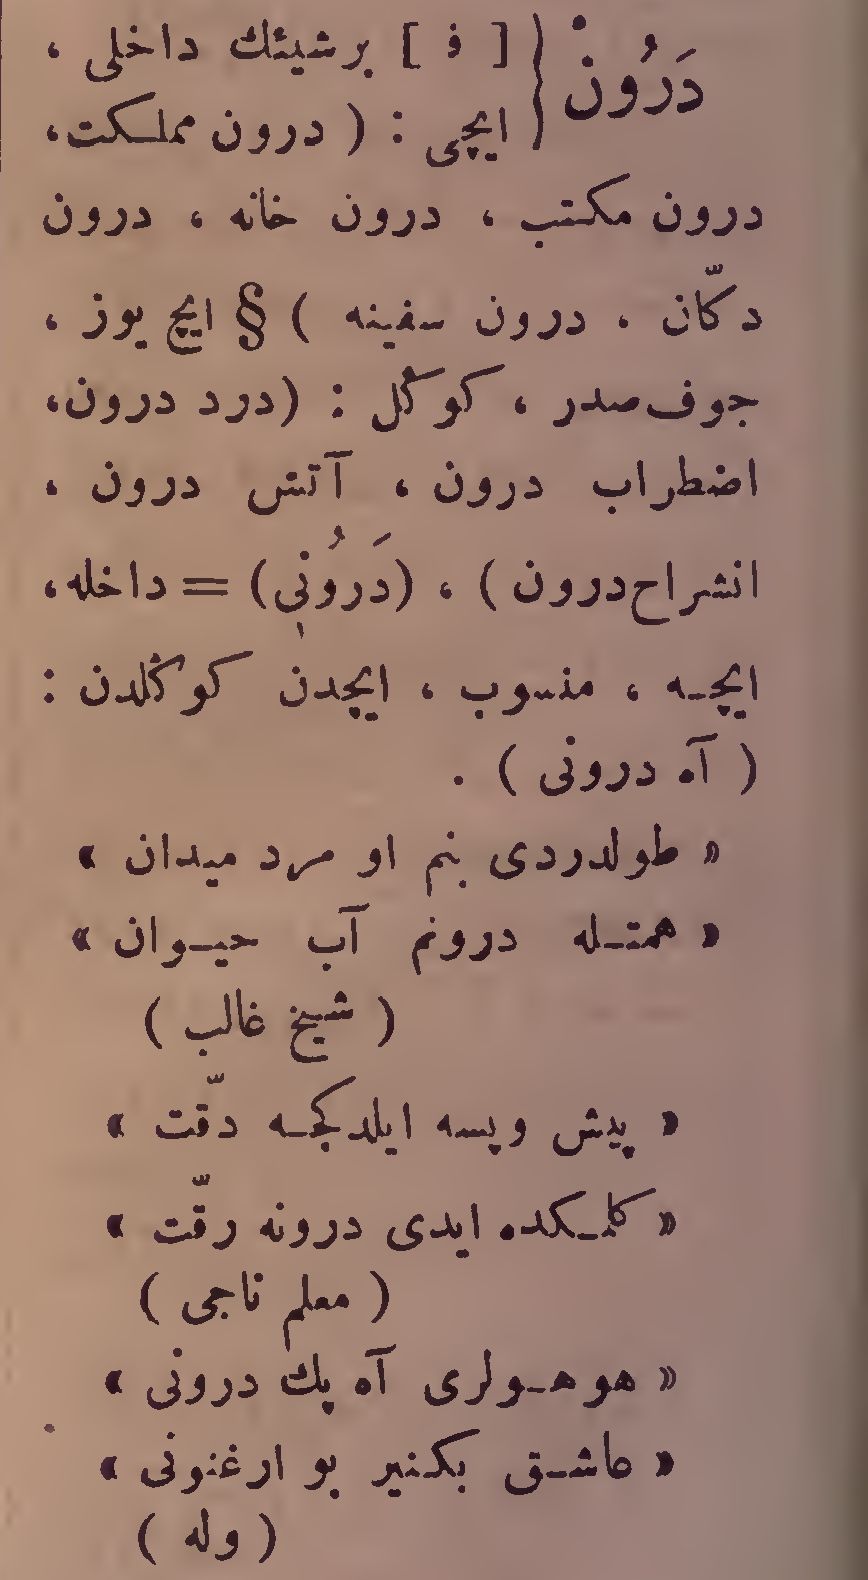 دَرُون { [ ف ] برشیئك داخلی ،
ایچی : ( درون مملکت،
درون مکتب ، درون خانه ، درون
دکّان ، درون سفینه ) § ایچ یوز ،
جوف‌صدر ، کوکل : (درد درون،
اضطراب درون ، آتش درون ،
انشراح‌درون ) ، (دَرُونِی) = داخله،
ایچـه ، منسوب ، ایچدن کوکلدن :
( آه درونی ) .
« طولدردی بنم او مرد میدان »
« همتـله درونم آب حیـوان »
( شیخ غالب )
« پیش وپسه ایلدکجـه دقّت »
« کلمـکده ایدی درونه رقّت »
( معلم ناجی )
« هو هـولری آه پك درونی »
« عاشـق بکنیر بو ارغنونی »
( وله )